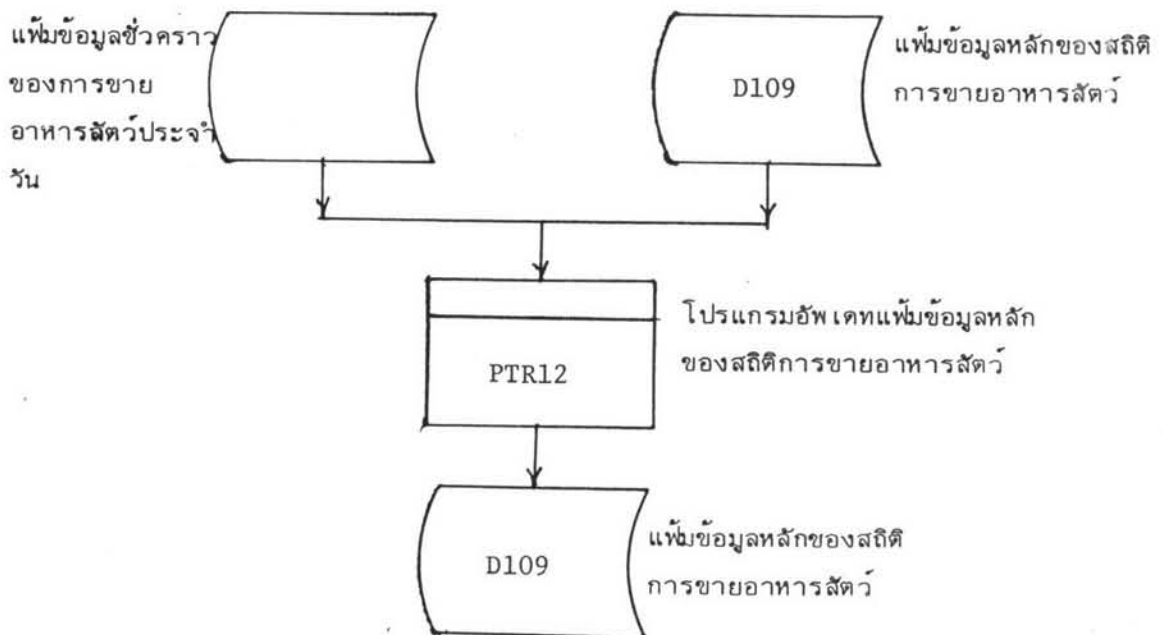 แฟ้มข้อมูลชั่วคราว
ของการขาย
อาหารสัตว์ประจำ
วัน
D109
แฟ้มข้อมูลหลักของสถิติ
การขายอาหารสัตว์
PTR12
โปรแกรมอัพเดทแฟ้มข้อมูลหลัก
ของสถิติการขายอาหารสัตว์
D109
แฟ้มข้อมูลหลักของสถิติ
การขายอาหารสัตว์